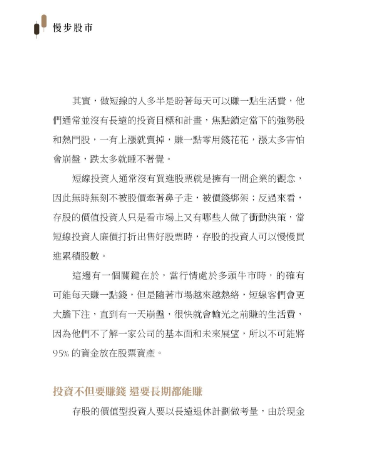 慢步股市
其實，做短線的人多半是盼著每天可以賺一點生活費，他
們通常並沒有長遠的投資目標和計畫，焦點鎖定當下的強勢股
和熱門股，一有上漲就賣掉，賺一點零用錢花花，漲太多害怕
會崩盤，跌太多就睡不著覺。
短線投資人通常沒有買進股票就是擁有一間企業的觀念，
因此無時無刻不被股價牽著鼻子走，被價錢綁架；反過來看，
存股的價值投資人只是看市場上又有哪些人做了衝動決策，當
短線投資人廉價打折出售好股票時，存股的投資人可以慢慢買
進累積股數。
這邊有一個關鍵在於，當行情處於多頭牛市時，的確有
可能每天賺一點錢，但是隨著市場越來越熱絡，短線客們會更
大膽下注，直到有一天崩盤，很快就會輸光之前賺的生活費，
因為他們不了解一家公司的基本面和未來展望，所以不可能將
95% 的資金放在股票資產。
投資不但要賺錢 還要長期都能賺
存股的價值型投資人要以長遠退休計劃做考量，由於現金